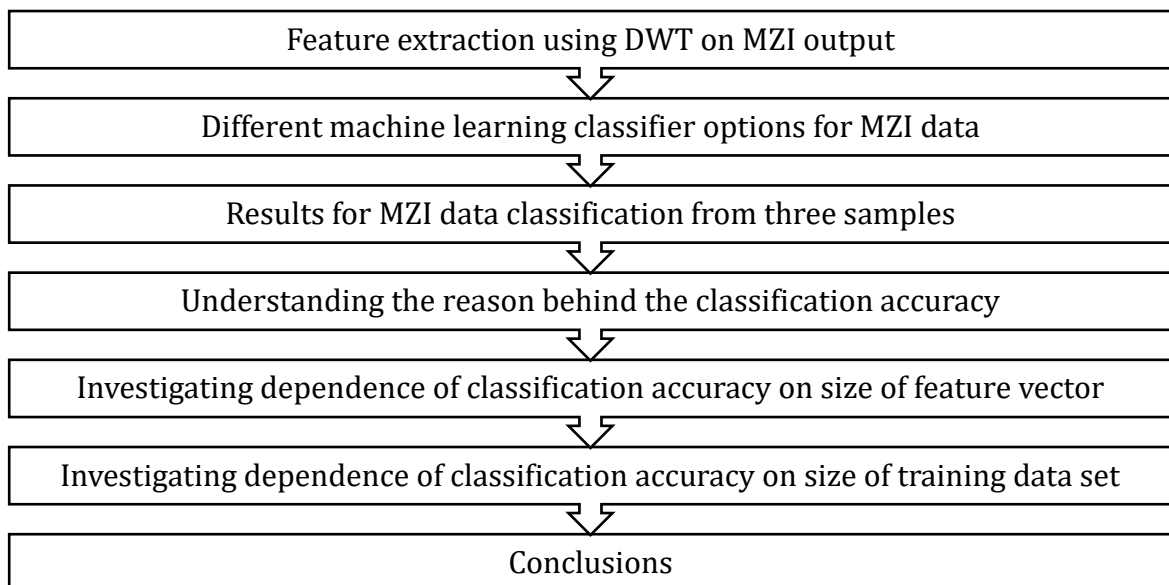 Feature extraction using DWT on MZI output
Different machine learning classifier options for MZI data
Results for MZI data classification from three samples
Understanding the reason behind the classification accuracy
Investigating dependence of classification accuracy on size of feature vector
Investigating dependence of classification accuracy on size of training data set
Conclusions